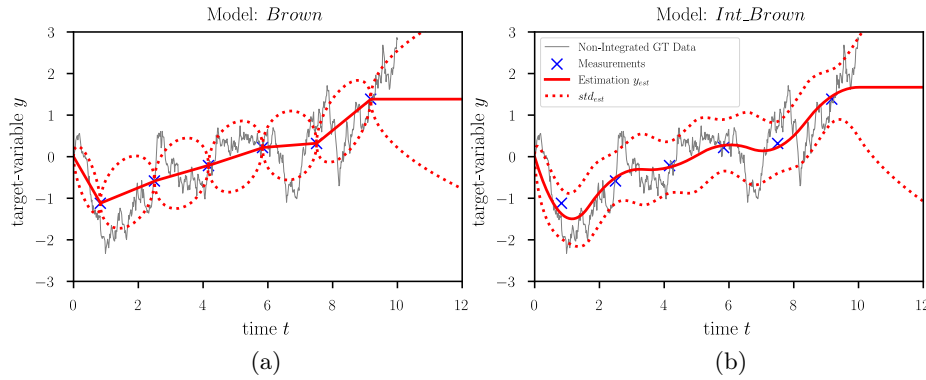 Model: Brown
3
2
1
0
−1
−2
−3
target-variable y
0
2
4
6
8
10
12
time t
(a)
Model: Int_Brown
Non-Integrated GT Data
Measurements
Estimation y_est
std_est
3
2
1
0
−1
−2
−3
target-variable y
0
2
4
6
8
10
12
time t
(b)